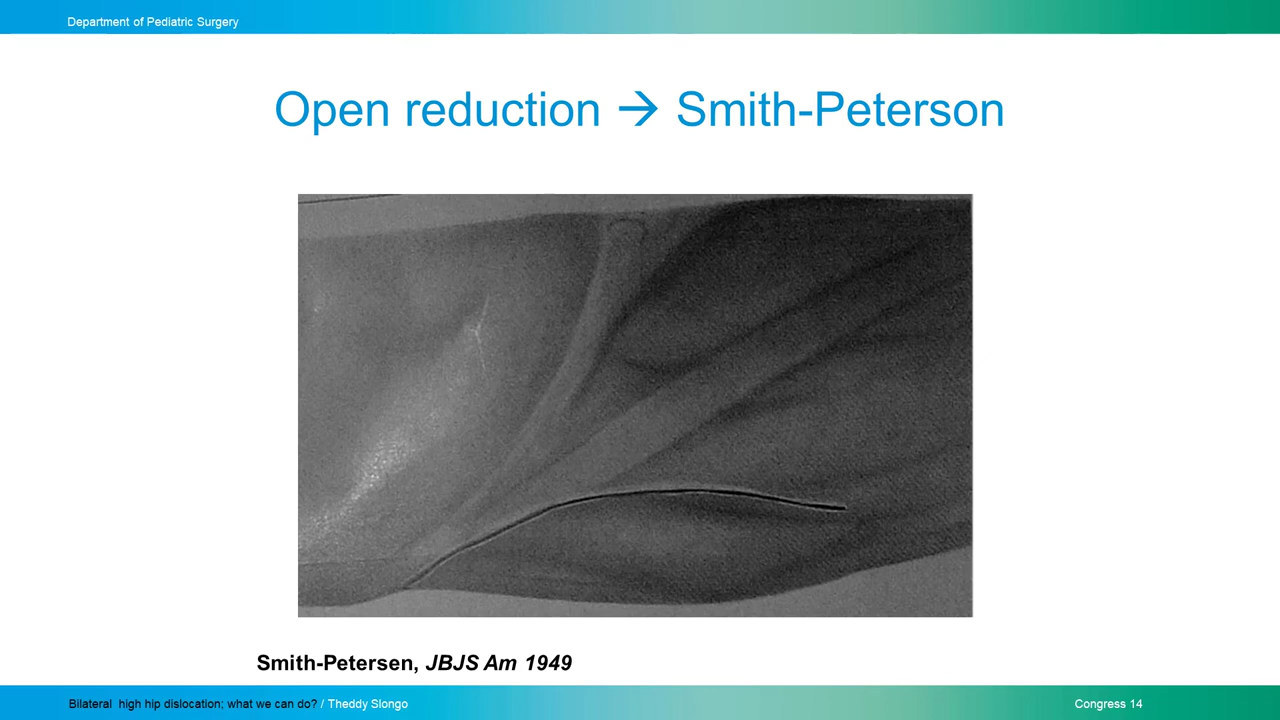 Department of Pediatric Surgery
Open reduction → Smith-Peterson
Smith-Petersen, JBJS Am 1949
Bilateral high hip dislocation; what we can do? / Theddy Slongo
Congress 14